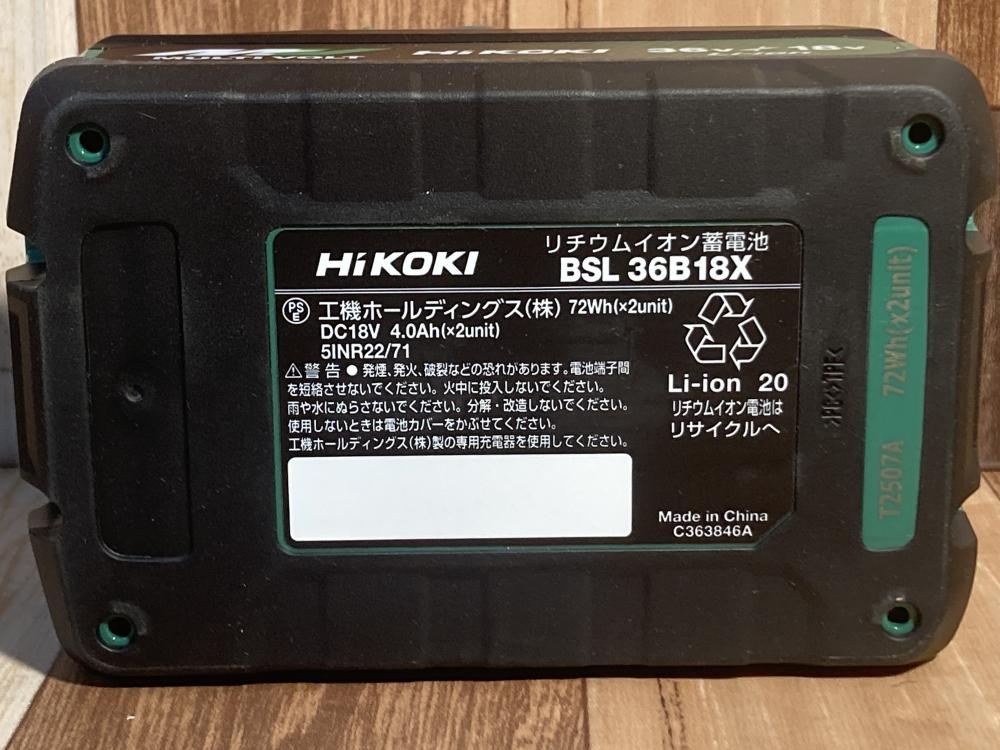 MULTI VOLT HiKOKI 36V 18V
HiKOKI
リチウムイオン蓄電池
BSL 36B18X
PS
E
工機ホールディングス(株) 72Wh(×2unit)
DC18V 4.0Ah(×2unit)
5INR22/71
⚠警告 ● 発煙、発火、破裂などの恐れがあります。電池端子間
を短絡させないでください。火中に投入しないでください。
雨や水にぬらさないでください。分解・改造しないでください。
使用しないときは電池カバーをかぶせてください。
工機ホールディングス(株)製の専用充電器を使用してください。
Li-ion 20
リチウムイオン電池は
リサイクルへ
Made in China
C363846A
T2507A 72Wh(x2unit)